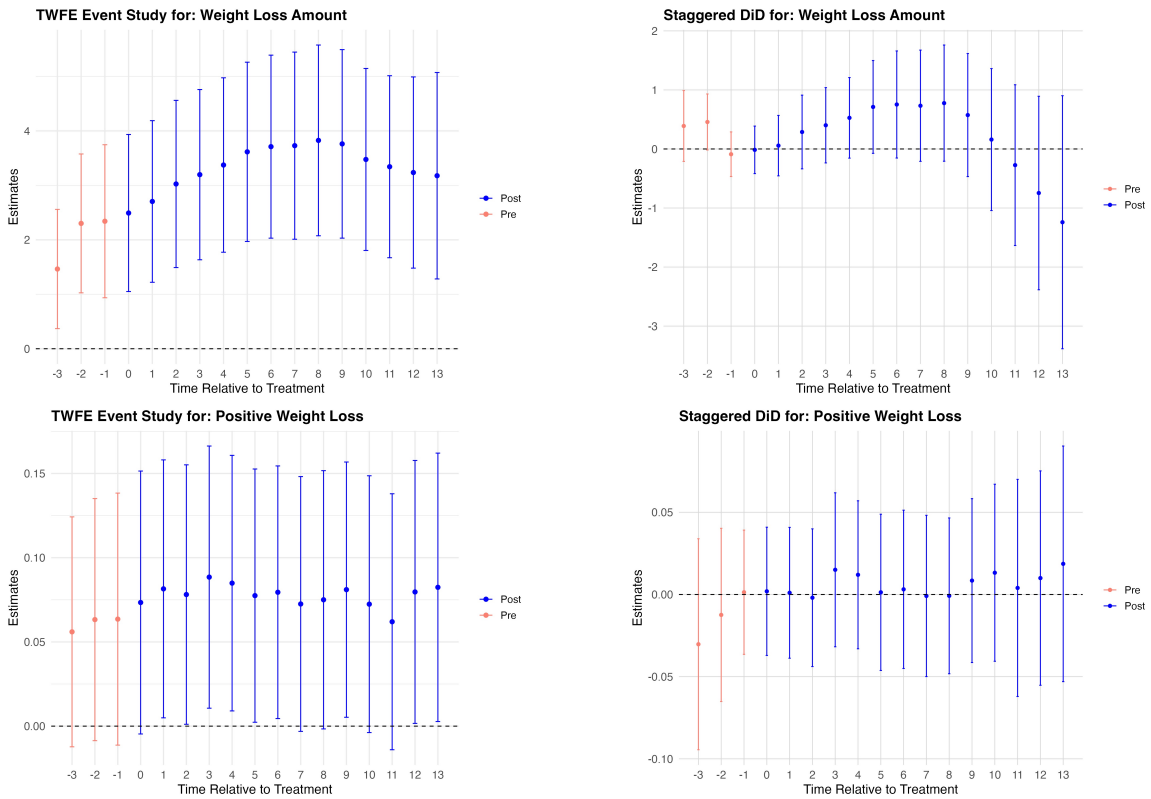 TWFE Event Study for: Weight Loss Amount
Estimates
4
2
0
-3 -2 -1 0 1 2 3 4 5 6 7 8 9 10 11 12 13
Time Relative to Treatment
Post
Pre
Staggered DiD for: Weight Loss Amount
Estimates
2
1
0
-1
-2
-3
-3 -2 -1 0 1 2 3 4 5 6 7 8 9 10 11 12 13
Time Relative to Treatment
Pre
Post
TWFE Event Study for: Positive Weight Loss
Estimates
0.15
0.10
0.05
0.00
-3 -2 -1 0 1 2 3 4 5 6 7 8 9 10 11 12 13
Time Relative to Treatment
Post
Pre
Staggered DiD for: Positive Weight Loss
Estimates
0.05
0.00
-0.05
-0.10
-3 -2 -1 0 1 2 3 4 5 6 7 8 9 10 11 12 13
Time Relative to Treatment
Pre
Post